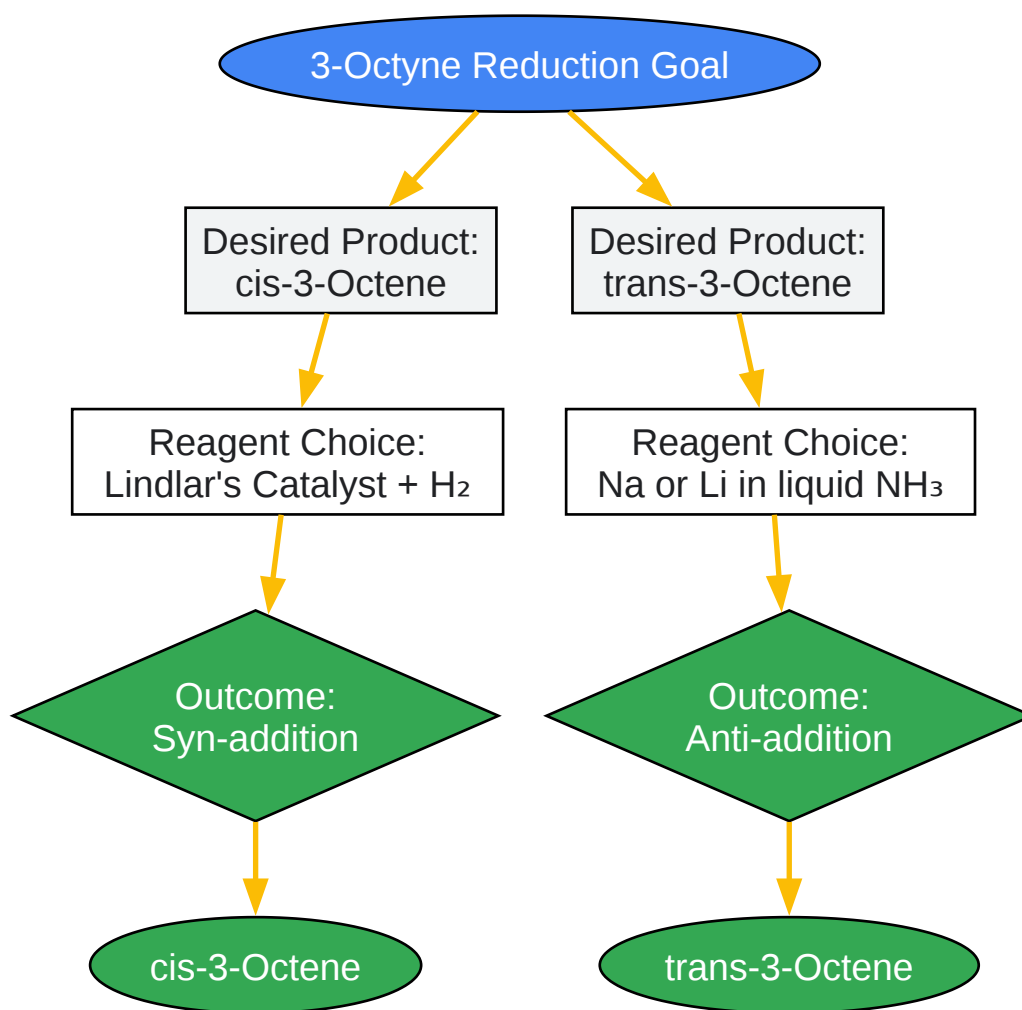 3-Octyne Reduction Goal
Desired Product:
cis-3-Octene
Desired Product:
trans-3-Octene
Reagent Choice:
Lindlar's Catalyst + H₂
Reagent Choice:
Na or Li in liquid NH₃
Outcome:
Syn-addition
Outcome:
Anti-addition
cis-3-Octene
trans-3-Octene